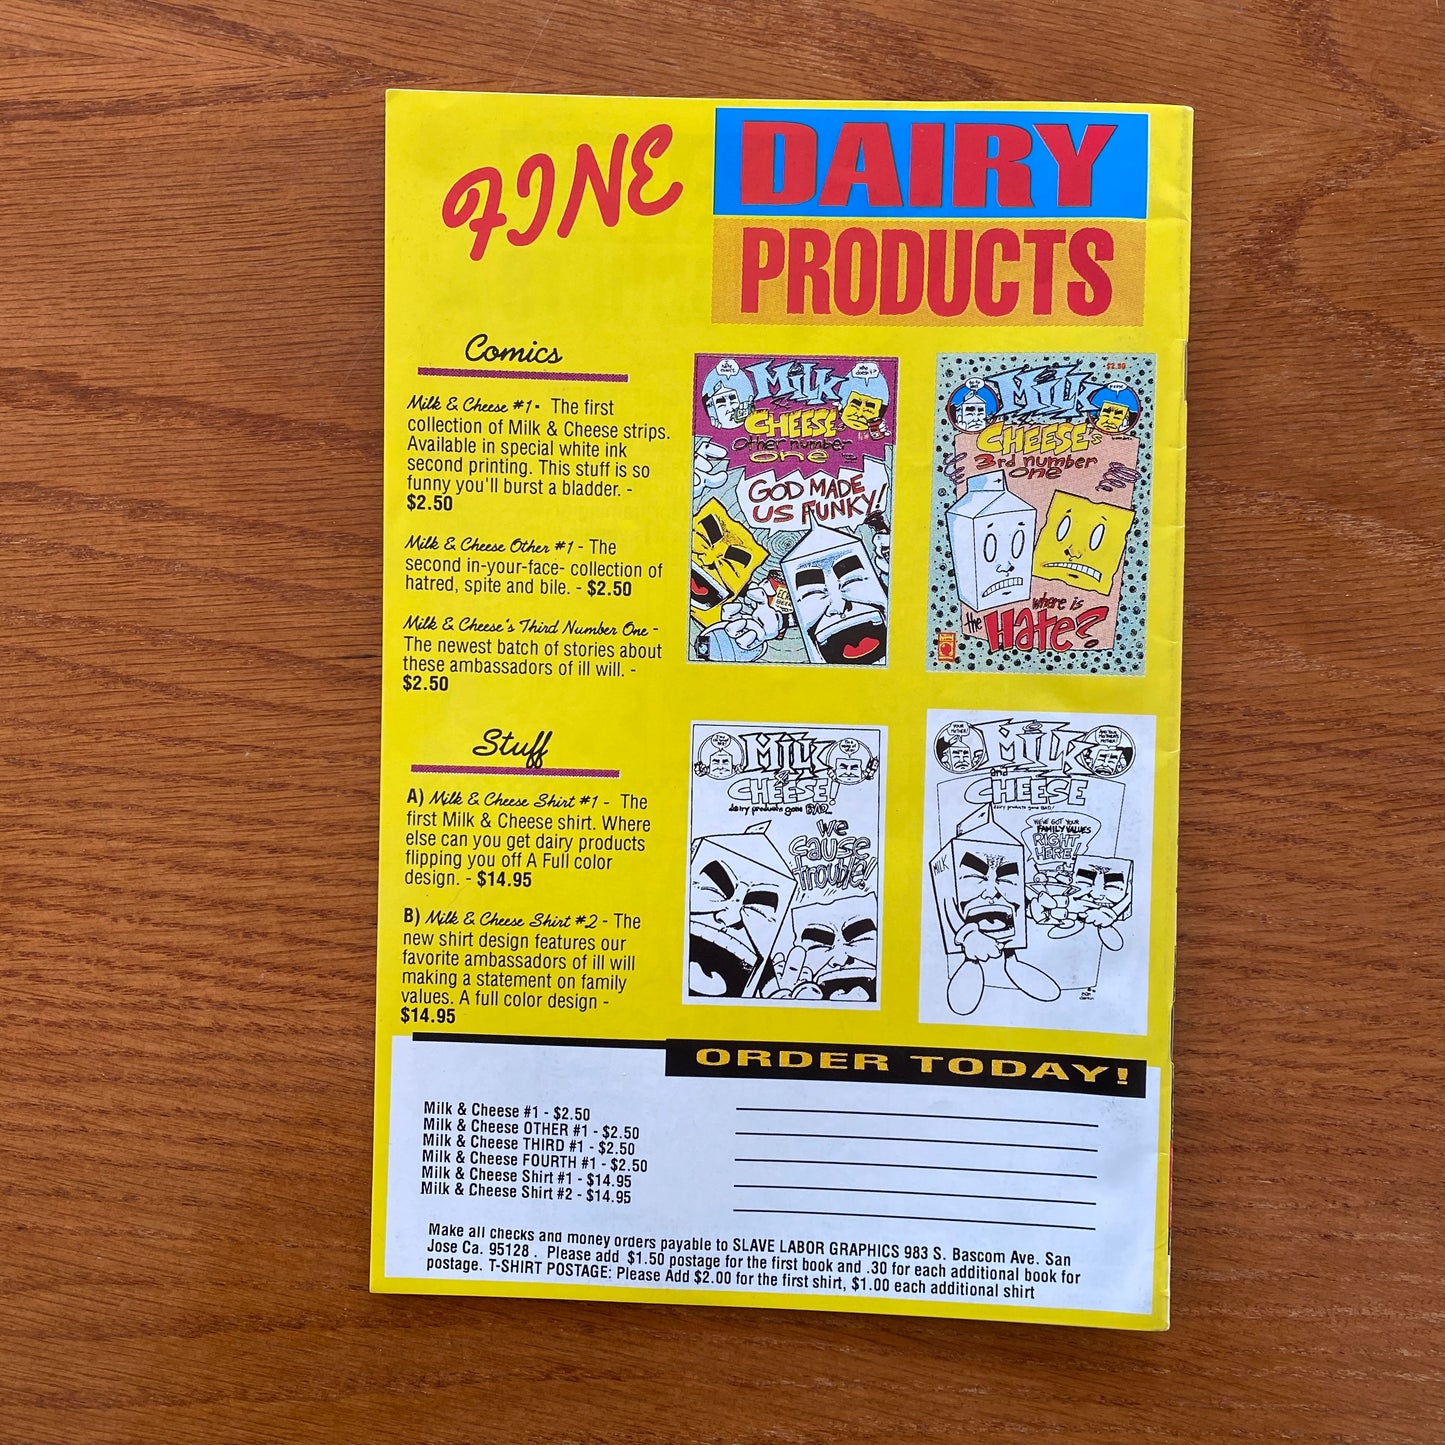 FINE
DAIRY
PRODUCTS
Comics
Milk & Cheese #1- The first
collection of Milk & Cheese strips.
Available in special white ink
second printing. This stuff is so
funny you'll burst a bladder. -
$2.50
Milk & Cheese Other #1 - The
second in-your-face- collection of
hatred, spite and bile. - $2.50
Milk & Cheese's Third Number One -
The newest batch of stories about
these ambassadors of ill will. -
$2.50
MILK
CHEESE'S
Other number
one
GOD MADE
US FUNKY!
$2.50
MILK
CHEESE'S
3rd number
one
where is
the Hate?
Stuff
A) Milk & Cheese Shirt #1 - The
first Milk & Cheese shirt. Where
else can you get dairy products
flipping you off A Full color
design. - $14.95
B) Milk & Cheese Shirt #2 - The
new shirt design features our
favorite ambassadors of ill will
making a statement on family
values. A full color design -
$14.95
MILK
&
CHEESE!
dairy products gone BAD..
we
cause
trouble!
YOUR
MOTHER!
MILK
and
CHEESE
dairy products gone BAD!
WE'VE GOT YOUR
FAMILY VALUES
RIGHT
HERE!
MILK
ORDER TODAY!
Milk & Cheese #1 - $2.50
Milk & Cheese OTHER #1 - $2.50
Milk & Cheese THIRD #1 - $2.50
Milk & Cheese FOURTH #1 - $2.50
Milk & Cheese Shirt #1 - $14.95
Milk & Cheese Shirt #2 - $14.95
Make all checks and money orders payable to SLAVE LABOR GRAPHICS 983 S. Bascom Ave. San
Jose Ca. 95128 . Please add $1.50 postage for the first book and .30 for each additional book for
postage. T-SHIRT POSTAGE: Please Add $2.00 for the first shirt, $1.00 each additional shirt